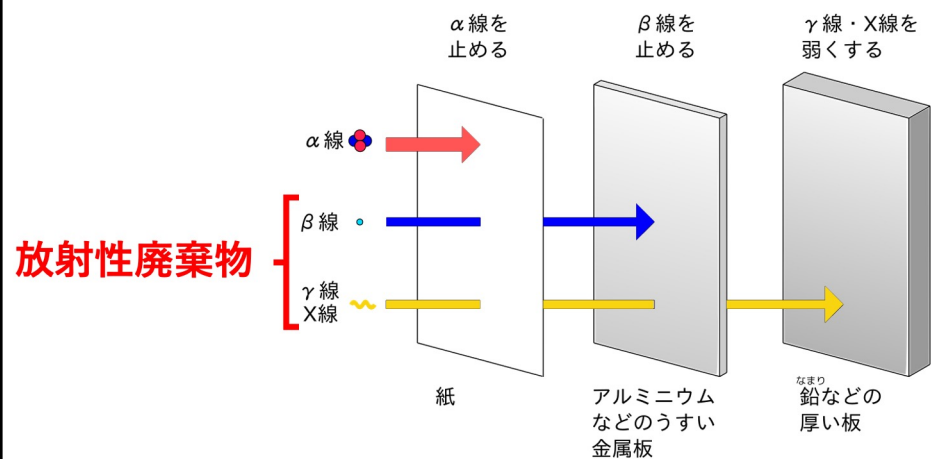 α線を
止める
β線を
止める
γ線・X線を
弱くする
α線
β線
放射性廃棄物
γ線
X線
紙
アルミニウム
などのうすい
金属板
なまり
鉛などの
厚い板